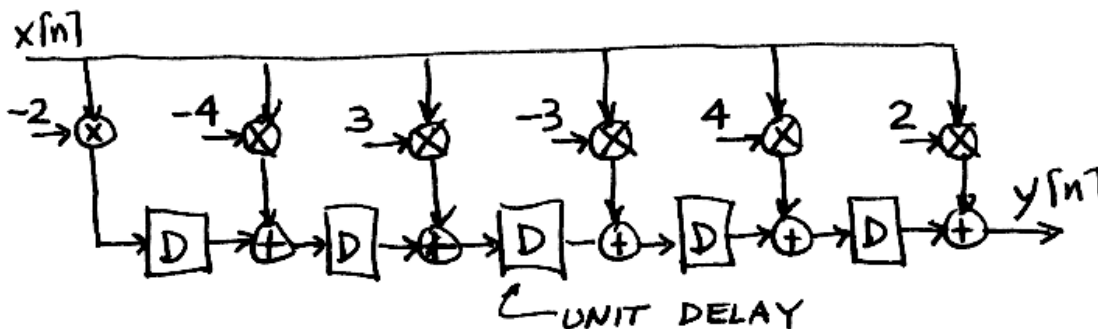 x[n]
-2 -4 3 -3 4 2
y[n]
D D D D D
UNIT DELAY